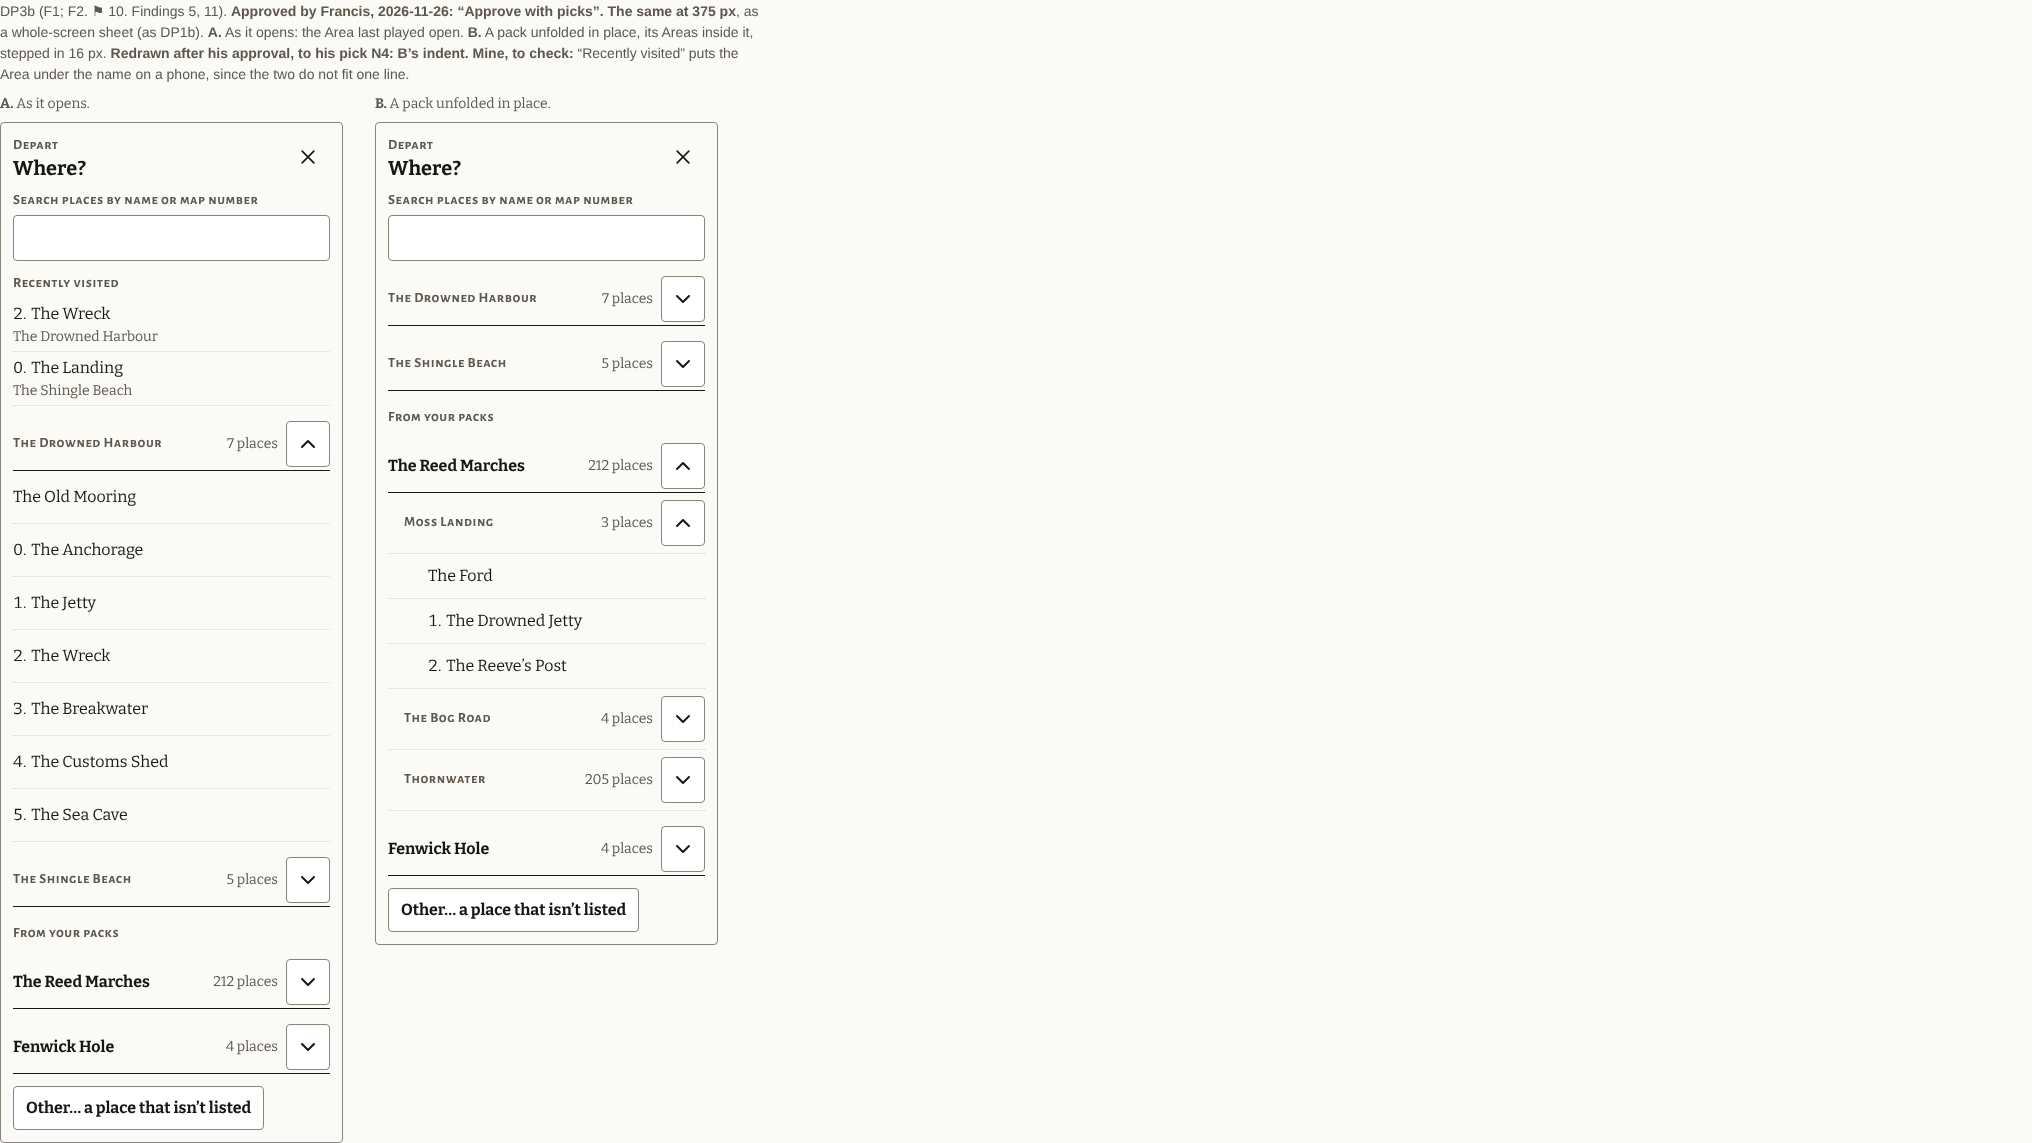 DP3b (F1; F2. ⚑ 10. Findings 5, 11). Approved by Francis, 2026-11-26: “Approve with picks”. The same at 375 px, as
a whole-screen sheet (as DP1b). A. As it opens: the Area last played open. B. A pack unfolded in place, its Areas inside it,
stepped in 16 px. Redrawn after his approval, to his pick N4: B’s indent. Mine, to check: “Recently visited” puts the
Area under the name on a phone, since the two do not fit one line.
A. As it opens.
Depart
Where?
Search places by name or map number
Recently visited
2. The Wreck
The Drowned Harbour
0. The Landing
The Shingle Beach
The Drowned Harbour 7 places
The Old Mooring
0. The Anchorage
1. The Jetty
2. The Wreck
3. The Breakwater
4. The Customs Shed
5. The Sea Cave
The Shingle Beach 5 places
From your packs
The Reed Marches 212 places
Fenwick Hole 4 places
Other… a place that isn’t listed
B. A pack unfolded in place.
Depart
Where?
Search places by name or map number
The Drowned Harbour 7 places
The Shingle Beach 5 places
From your packs
The Reed Marches 212 places
Moss Landing 3 places
The Ford
1. The Drowned Jetty
2. The Reeve’s Post
The Bog Road 4 places
Thornwater 205 places
Fenwick Hole 4 places
Other… a place that isn’t listed